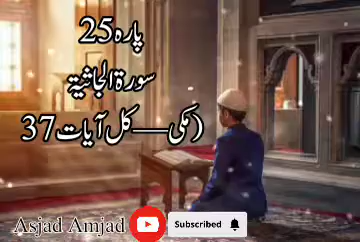 پارہ 25
سورۃ الجاثیۃ
(مکی — کل آیات 37
Asjad Amjad
Subscribed